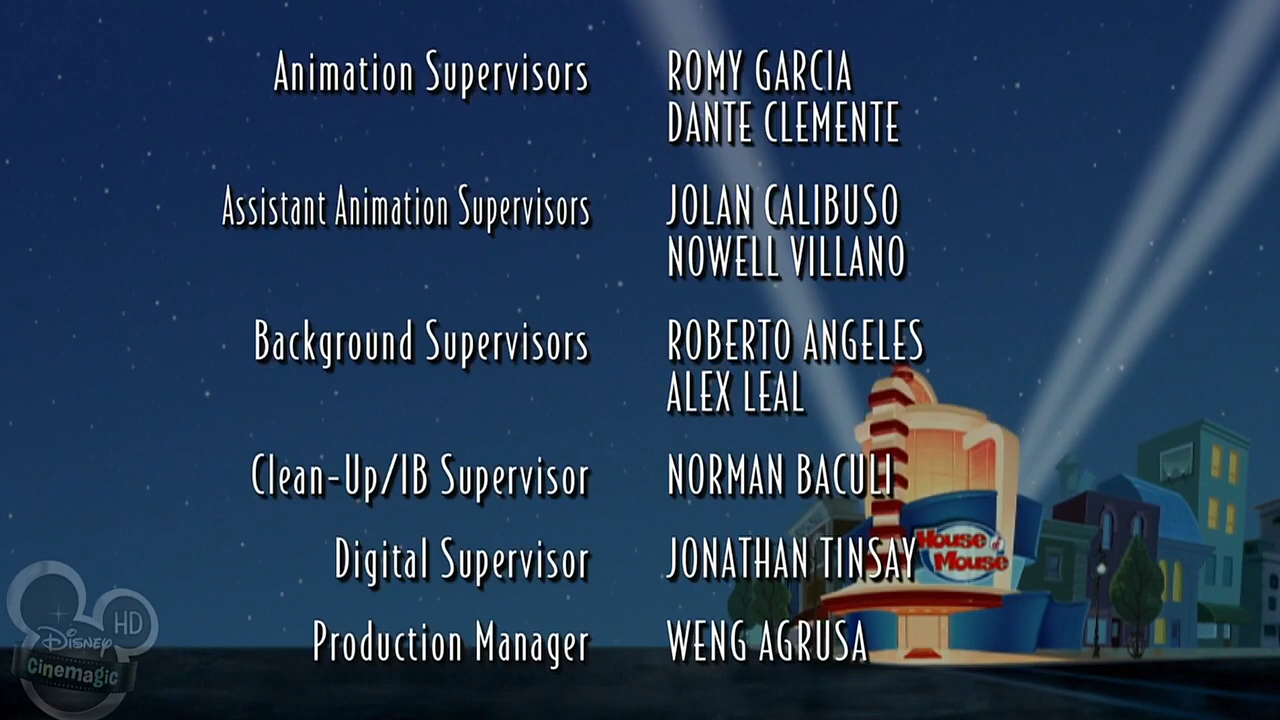 Animation Supervisors ROMY GARCIA
DANTE CLEMENTE
Assistant Animation Supervisors JOLAN CALIBUSO
NOWELL VILLANO
Background Supervisors ROBERTO ANGELES
ALEX LEAL
Clean-Up/IB Supervisor NORMAN BACULI
Digital Supervisor JONATHAN TINSAY
Production Manager WENG AGRUSA
House of
Mouse
HD
Disney
Cinemagic